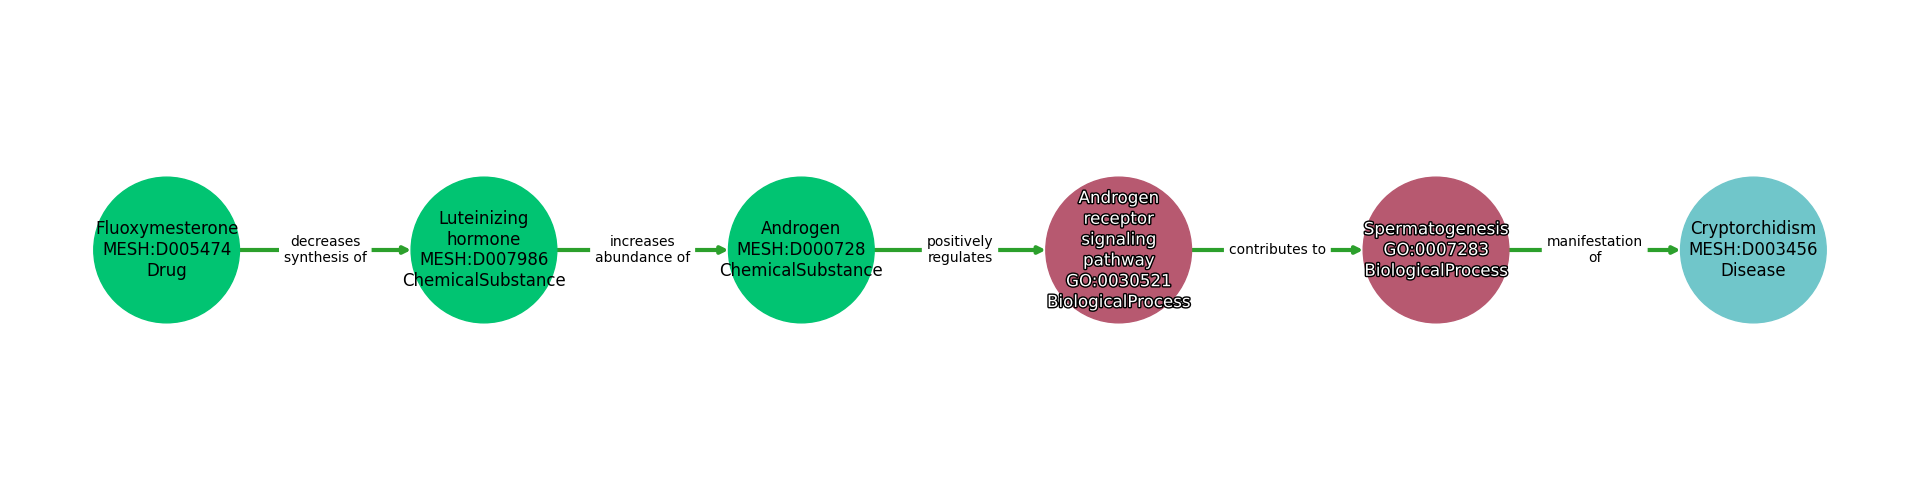 Fluoxymesterone
MESH:D005474
Drug
decreases
synthesis of
Luteinizing
hormone
MESH:D007986
ChemicalSubstance
increases
abundance of
Androgen
MESH:D000728
ChemicalSubstance
positively
regulates
Androgen
receptor
signaling
pathway
GO:0030521
BiologicalProcess
contributes to
Spermatogenesis
GO:0007283
BiologicalProcess
manifestation
of
Cryptorchidism
MESH:D003456
Disease